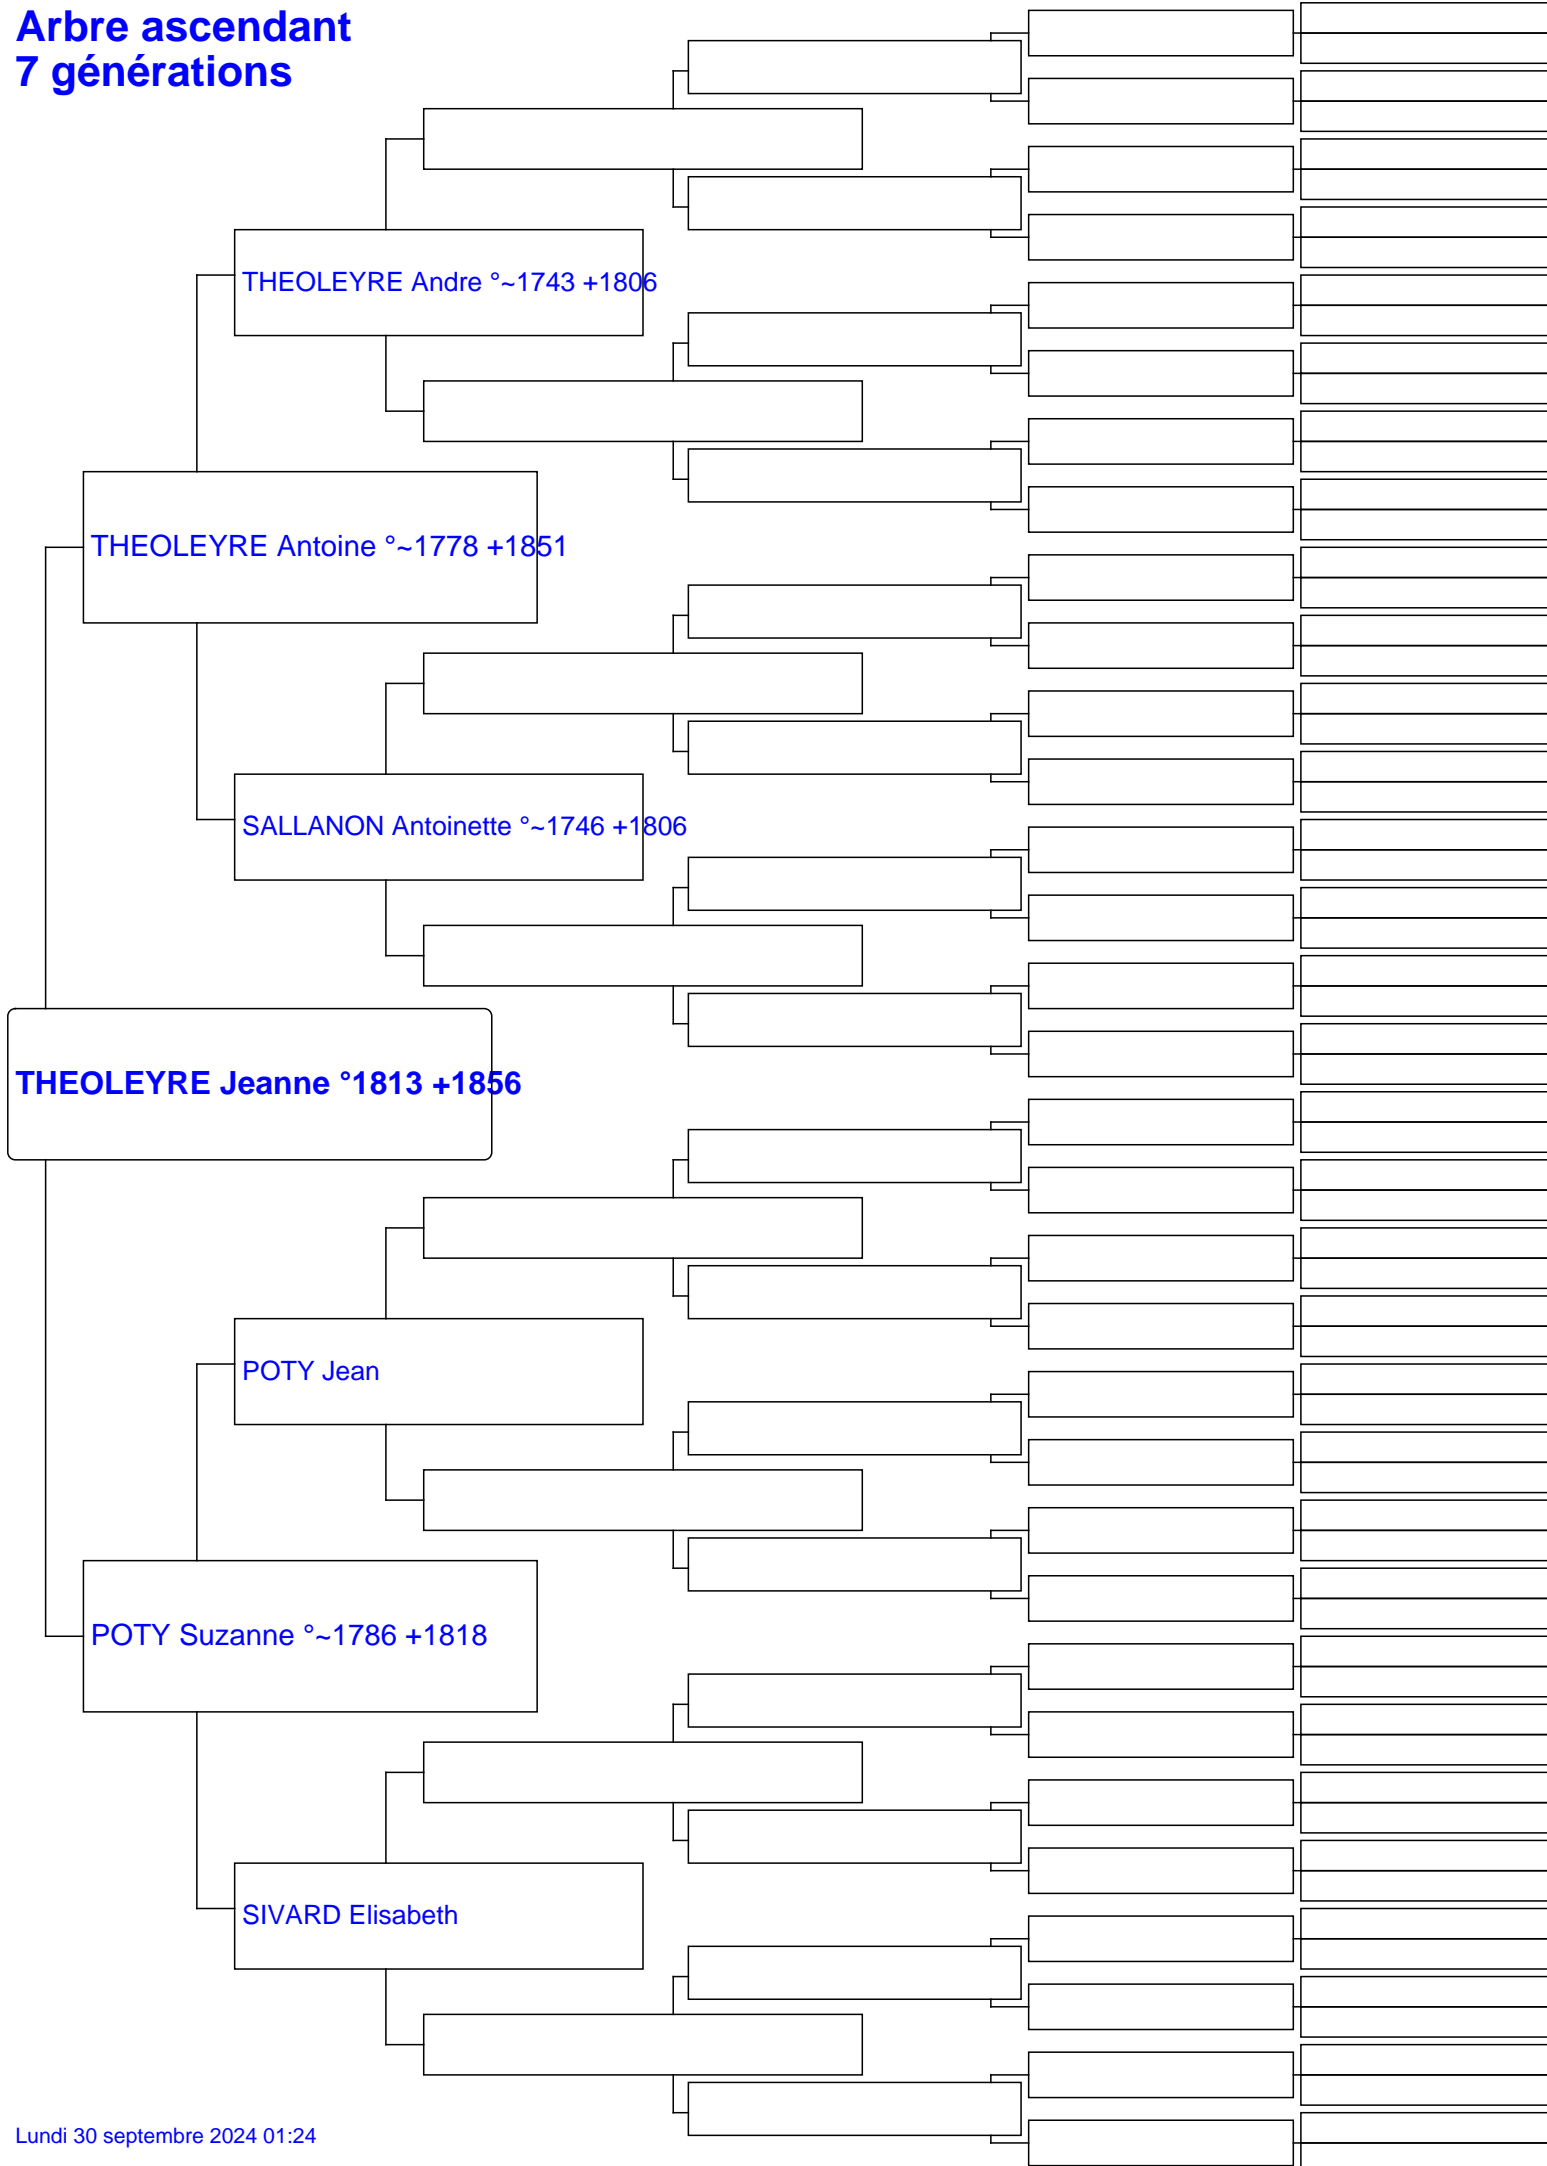 Arbre ascendant
7 générations
THEOLEYRE Andre °~1743 +1806
THEOLEYRE Antoine °~1778 +1851
SALLANON Antoinette °~1746 +1806
THEOLEYRE Jeanne °1813 +1856
POTY Jean
POTY Suzanne °~1786 +1818
SIVARD Elisabeth
Lundi 30 septembre 2024 01:24